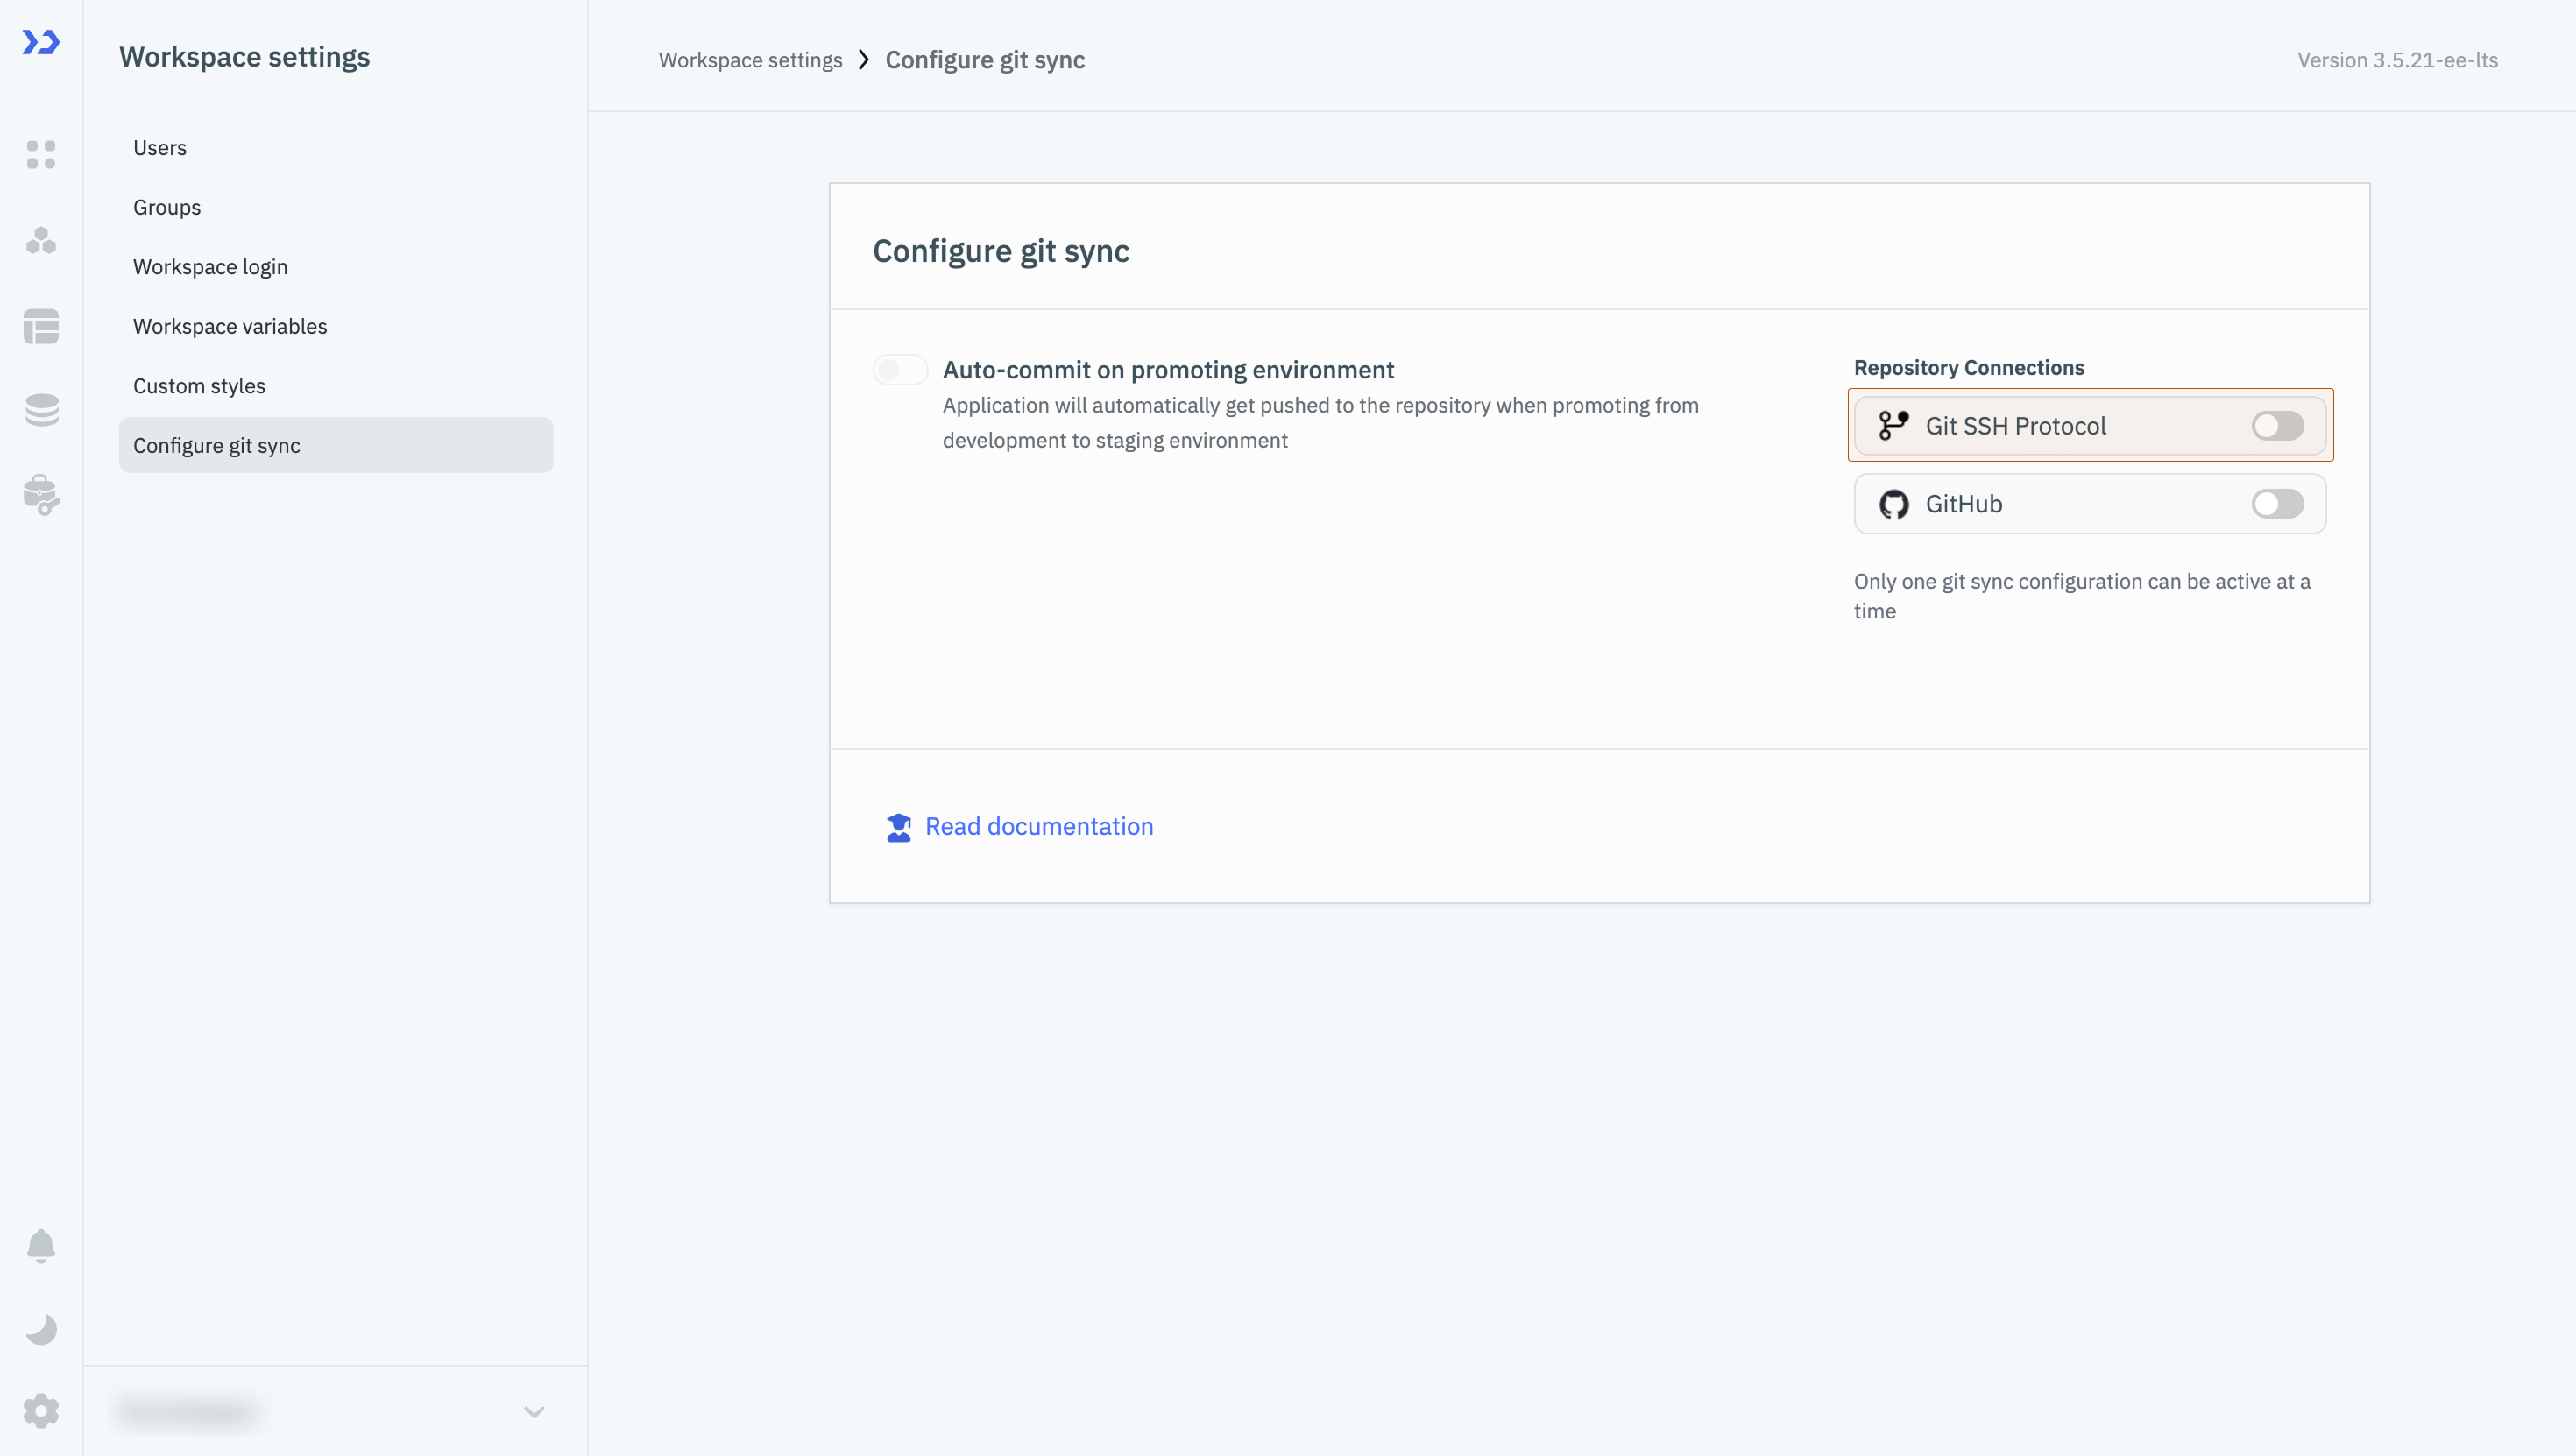 Workspace settings
Users
Groups
Workspace login
Workspace variables
Custom styles
Configure git sync
Workspace settings
Configure git sync
Version 3.5.21-ee-lts
Configure git sync
Auto-commit on promoting environment
Application will automatically get pushed to the repository when promoting from
development to staging environment
Repository Connections
Git SSH Protocol
GitHub
Only one git sync configuration can be active at a
time
Read documentation